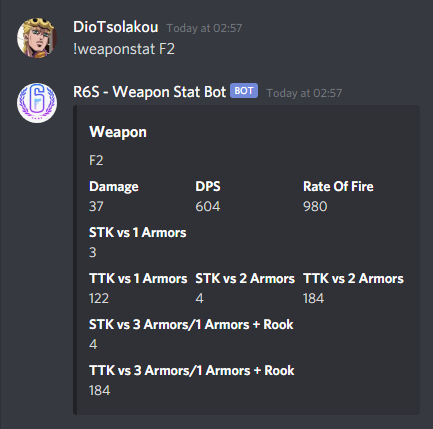 DioTsolakou Today at 02:57
!weaponstat F2
R6S - Weapon Stat Bot BOT Today at 02:57
Weapon
F2
Damage DPS Rate Of Fire
37 604 980
STK vs 1 Armors
3
TTK vs 1 Armors STK vs 2 Armors TTK vs 2 Armors
122 4 184
STK vs 3 Armors/1 Armors + Rook
4
TTK vs 3 Armors/1 Armors + Rook
184